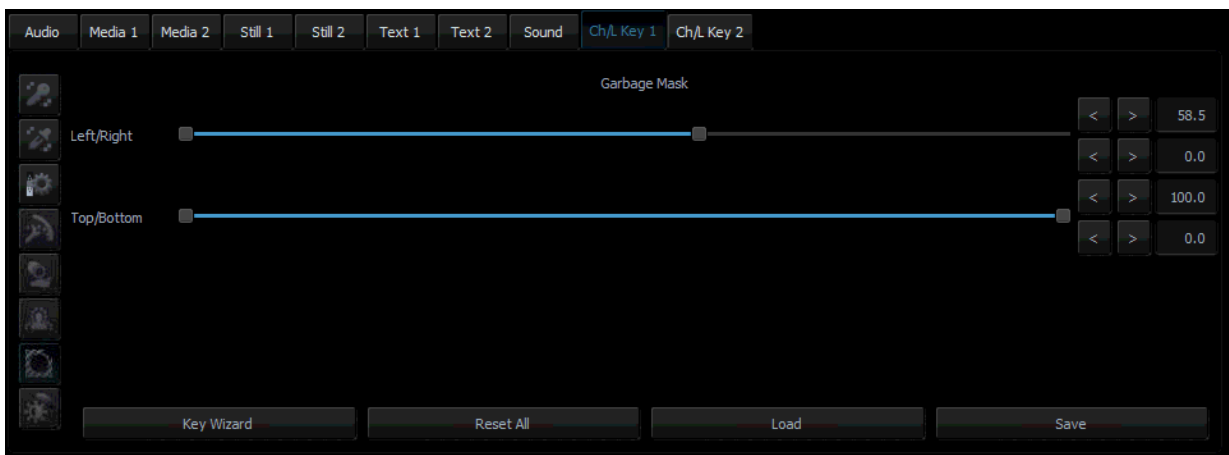 Audio Media 1 Media 2 Still 1 Still 2 Text 1 Text 2 Sound Ch/L Key 1 Ch/L Key 2
Garbage Mask
< > 58.5
Left/Right
< > 0.0
< > 100.0
Top/Bottom
< > 0.0
Key Wizard Reset All Load Save